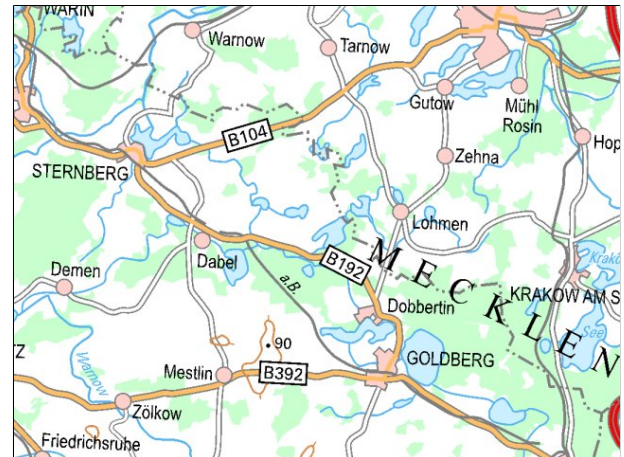 WARIN
Warnow
Tarnow
Gutow
Mühl
Rosin
B104
Hop
Zehna
STERNBERG
Lohmen
MECKLEN
Dabel
B192
Krako
Demen
a.B.
KRAKOW AM S
Dobbertin
See
90
TZ
Warnow
Mestlin
B392
GOLDBERG
Zölkow
Friedrichsruhe